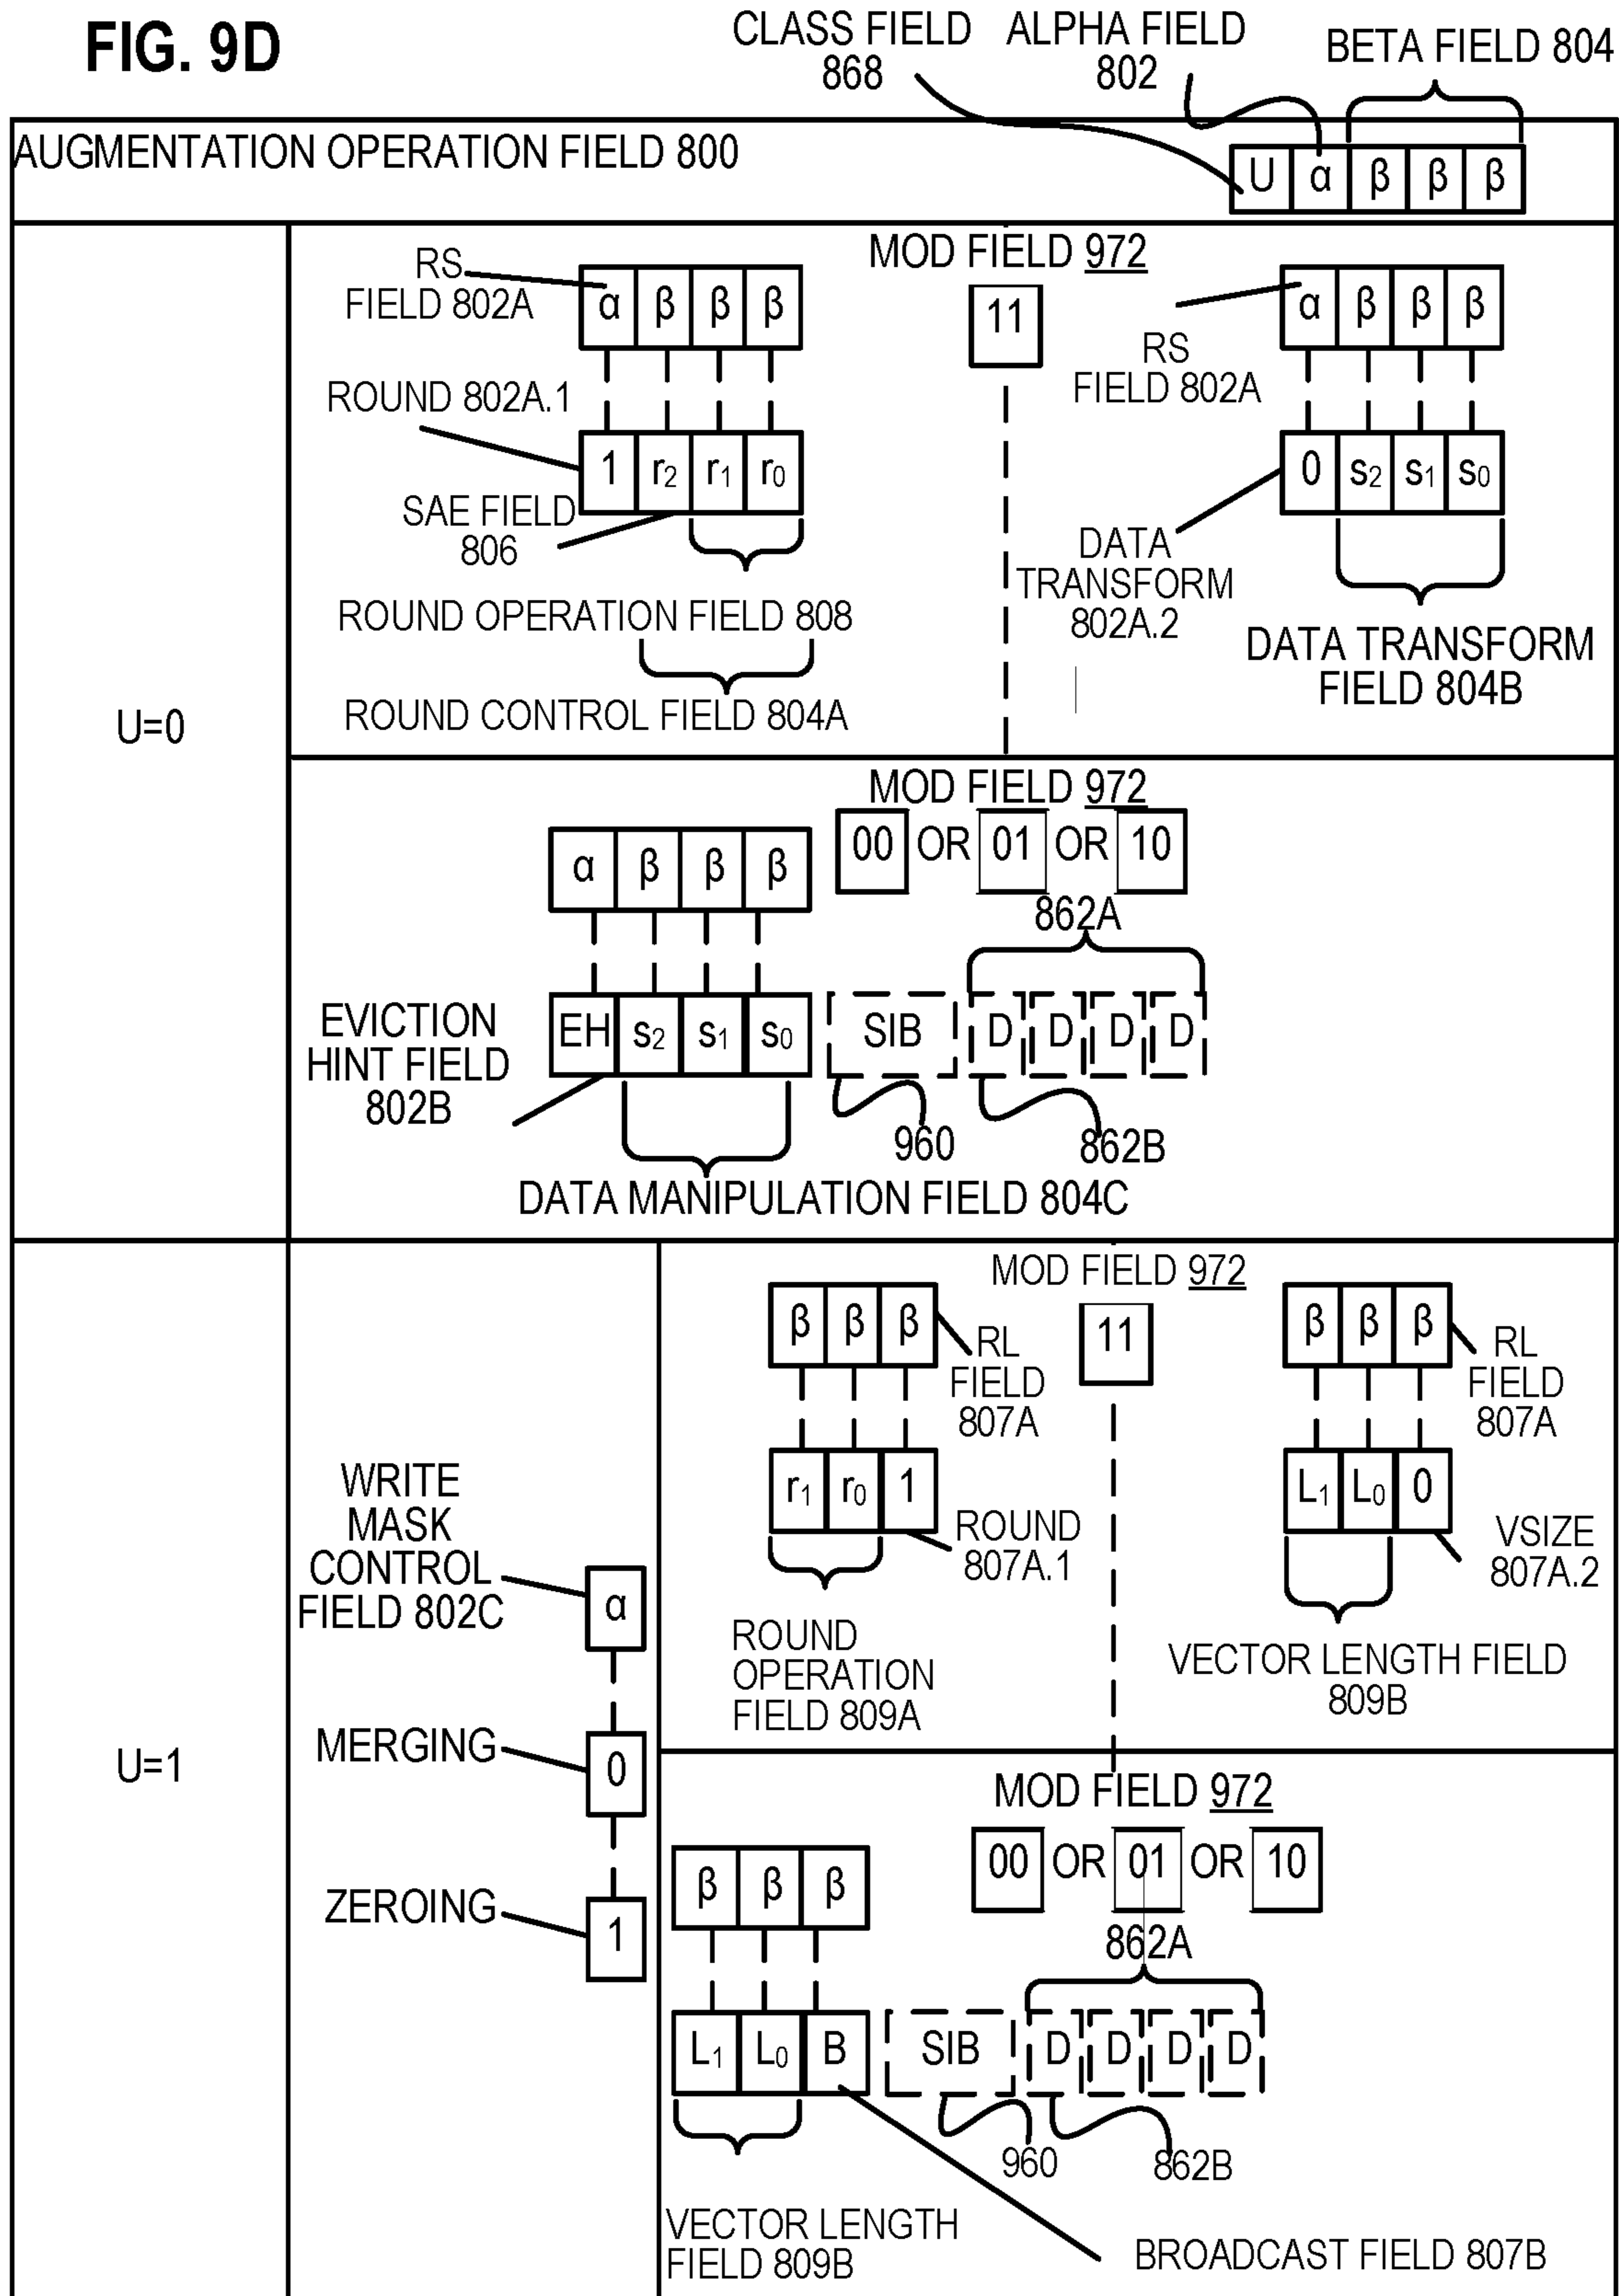 FIG. 9D
CLASS FIELD
868
ALPHA FIELD
802
BETA FIELD 804
AUGMENTATION OPERATION FIELD 800
U α β β β
U=0
MOD FIELD 972
11
RS
FIELD 802A
α β β β
ROUND 802A.1
1 r2 r1 r0
SAE FIELD
806
ROUND OPERATION FIELD 808
ROUND CONTROL FIELD 804A
α β β β
RS
FIELD 802A
0 s2 s1 s0
DATA
TRANSFORM
802A.2
DATA TRANSFORM
FIELD 804B
MOD FIELD 972
00 OR 01 OR 10
α β β β
862A
EVICTION
HINT FIELD
802B
EH s2 s1 s0 SIB D D D D
960
862B
DATA MANIPULATION FIELD 804C
U=1
WRITE
MASK
CONTROL
FIELD 802C
α
MERGING
0
ZEROING
1
MOD FIELD 972
11
β β β
RL
FIELD
807A
r1 r0 1
ROUND
807A.1
ROUND
OPERATION
FIELD 809A
β β β
RL
FIELD
807A
L1 L0 0
VSIZE
807A.2
VECTOR LENGTH FIELD
809B
MOD FIELD 972
00 OR 01 OR 10
β β β
862A
L1 L0 B SIB D D D D
960
862B
VECTOR LENGTH
FIELD 809B
BROADCAST FIELD 807B